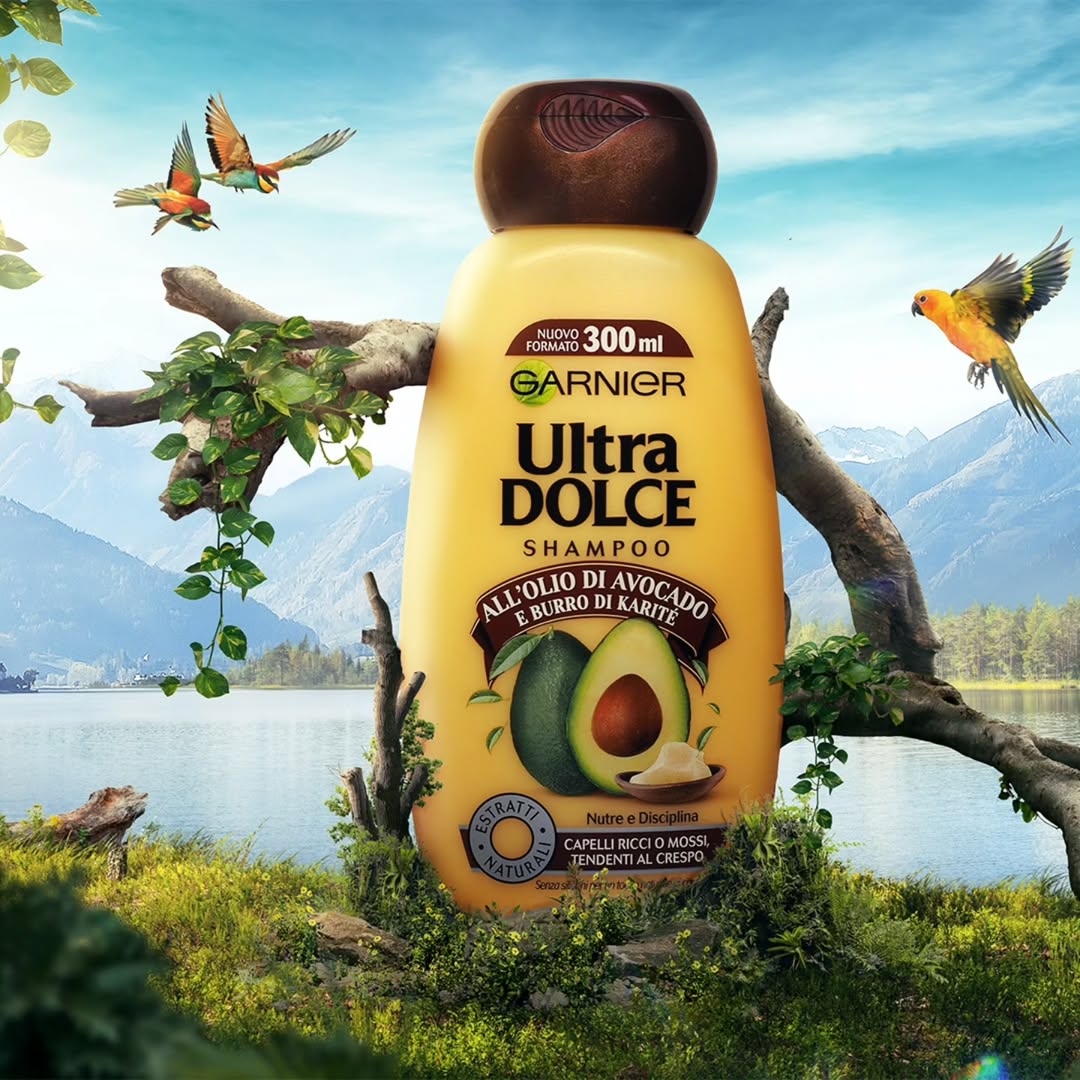 NUOVO
FORMATO 300ml
GARNIER
Ultra
DOLCE
SHAMPOO
ALL'OLIO DI AVOCADO
E BURRO DI KARITÉ
ESTRATTI
NATURALI
Nutre e Disciplina
CAPELLI RICCI O MOSSI,
TENDENTI AL CRESPO
Senza